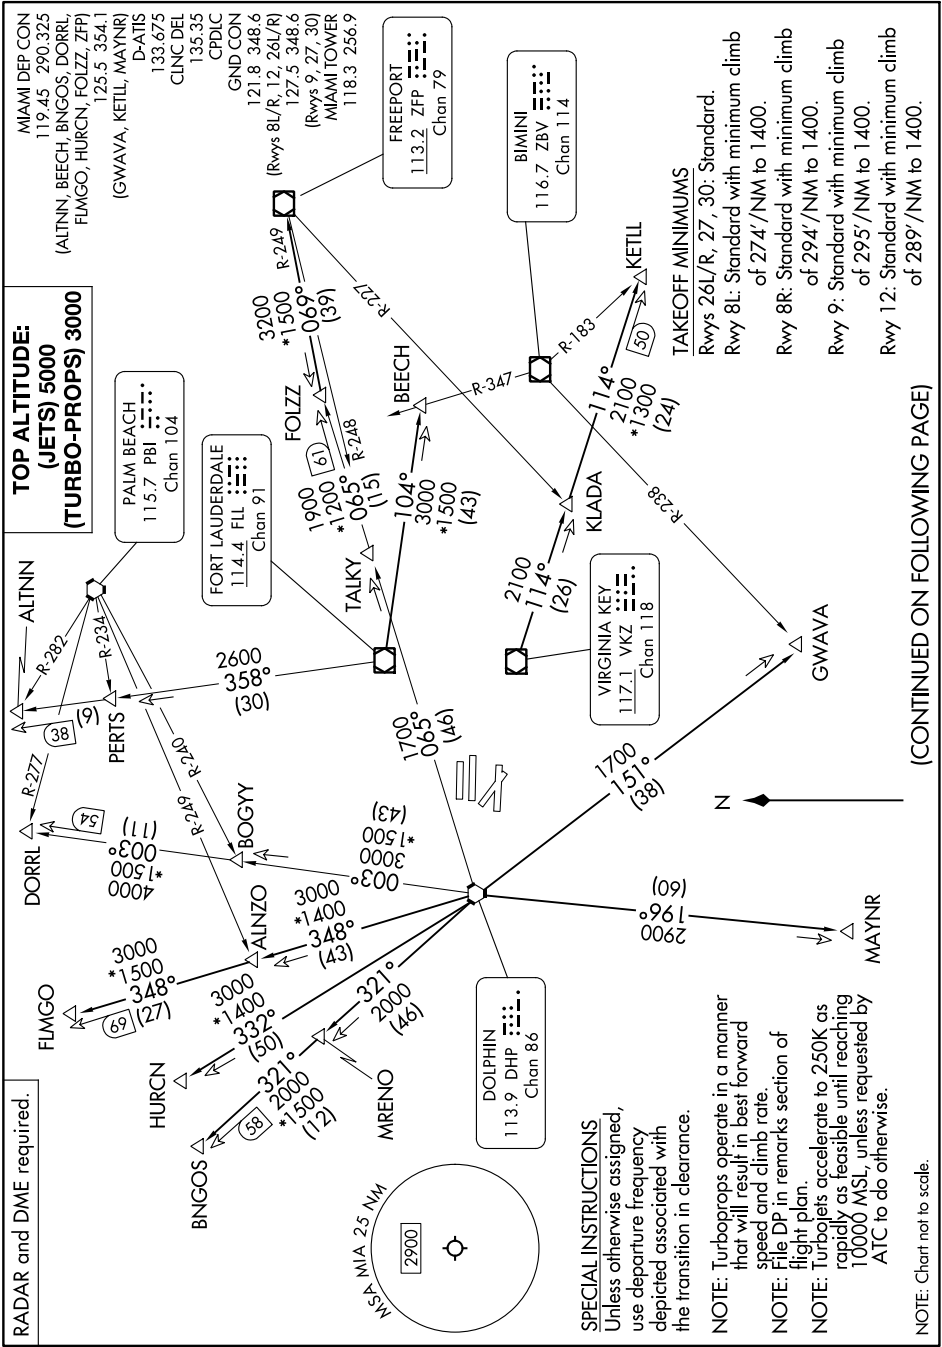 RADAR and DME required.
TOP ALTITUDE:
(JETS) 5000
(TURBO-PROPS) 3000
MIAMI DEP CON
119.45 290.325
(ALTNN, BEECH, BNGOS, DORRL,
FLMGO, HURCN, FOLZZ, ZFP)
125.5 354.1
(GWAVA, KETLL, MAYNR)
D-ATIS
133.675
CLNC DEL
135.35
CPDLC
GND CON
121.8 348.6
(Rwys 8L/R, 12, 26L/R)
127.5 348.6
(Rwys 9, 27, 30)
MIAMI TOWER
118.3 256.9
ALTNN
PALM BEACH
115.7 PBI
Chan 104
R-282
R-234
R-277
R-240
R-249
38
(9)
PERTS
2600
358°
(30)
FORT LAUDERDALE
114.4 FLL
Chan 91
DORRL
54
4000
*1500
003°
(11)
BOGYY
3000
*1500
003°
(43)
FLMGO
69
3000
*1500
348°
(27)
ALNZO
3000
*1400
348°
(43)
HURCN
3000
*1400
332°
(50)
BNGOS
58
321°
2000
*1500
(12)
MRENO
321°
2000
(46)
FREEPORT
113.2 ZFP
Chan 79
R-249
3200
*1500
069°
(39)
FOLZZ
61
R-248
1900
*1200
065°
(15)
TALKY
1700
065°
(46)
R-227
BEECH
104°
3000
*1500
(43)
BIMINI
116.7 ZBV
Chan 114
R-347
R-183
R-238
KETLL
50
114°
2100
*1300
(24)
KLADA
2100
114°
(26)
VIRGINIA KEY
117.1 VKZ
Chan 118
GWAVA
1700
151°
(38)
N
DOLPHIN
113.9 DHP
Chan 86
2900
196°
(60)
MAYNR
MSA MIA 25 NM
2900
TAKEOFF MINIMUMS
Rwys 26L/R, 27, 30: Standard.
Rwy 8L: Standard with minimum climb
of 274'/NM to 1400.
Rwy 8R: Standard with minimum climb
of 294'/NM to 1400.
Rwy 9: Standard with minimum climb
of 295'/NM to 1400.
Rwy 12: Standard with minimum climb
of 289'/NM to 1400.
SPECIAL INSTRUCTIONS
Unless otherwise assigned,
use departure frequency
depicted associated with
the transition in clearance.
NOTE: Turboprops operate in a manner
that will result in best forward
speed and climb rate.
NOTE: File DP in remarks section of
flight plan.
NOTE: Turbojets accelerate to 250K as
rapidly as feasible until reaching
10000 MSL, unless requested by
ATC to do otherwise.
NOTE: Chart not to scale.
(CONTINUED ON FOLLOWING PAGE)